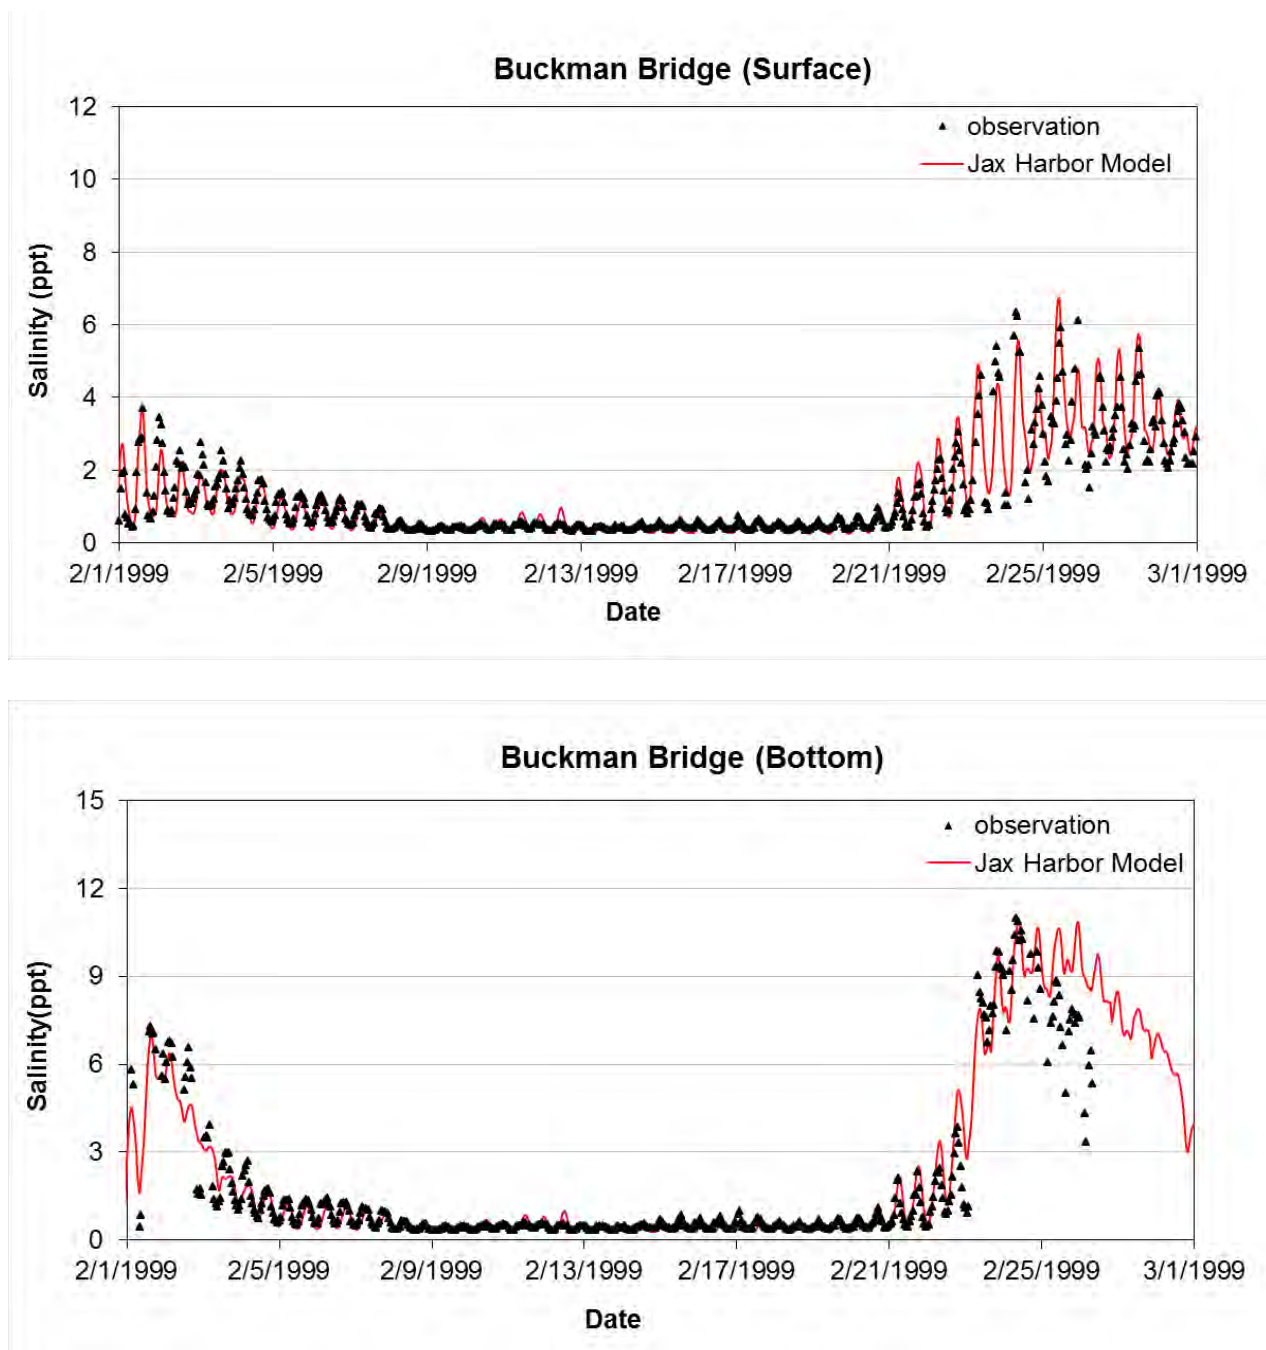 Buckman Bridge (Surface)
12
10
8
6
4
2
0
Salinity (ppt)
observation
Jax Harbor Model
2/1/1999 2/5/1999 2/9/1999 2/13/1999 2/17/1999 2/21/1999 2/25/1999 3/1/1999
Date
Buckman Bridge (Bottom)
15
12
9
6
3
0
Salinity(ppt)
observation
Jax Harbor Model
2/1/1999 2/5/1999 2/9/1999 2/13/1999 2/17/1999 2/21/1999 2/25/1999 3/1/1999
Date